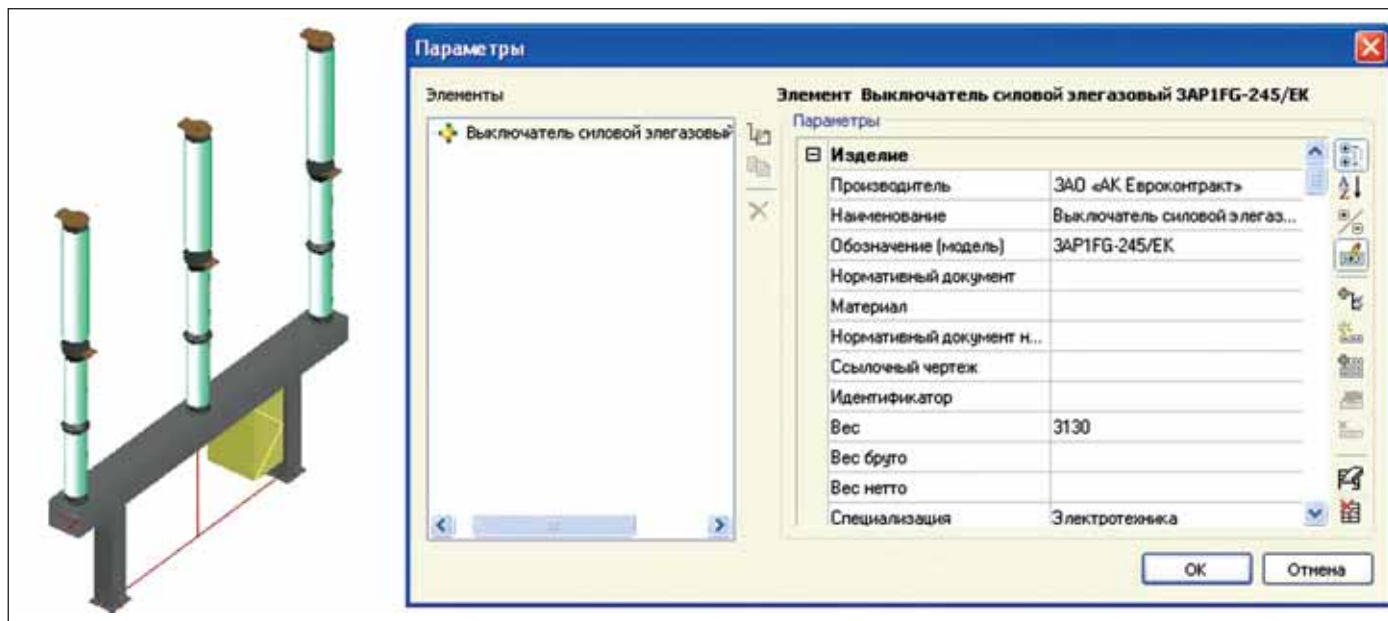 Параметры
Элементы
Элемент Выключатель силовой элегазовый 3AP1FG-245/EK
Выключатель силовой элегазовый
Параметры
Изделие
Производитель ЗАО «АК Евроконтракт»
Наименование Выключатель силовой элегаз...
Обозначение (модель) 3AP1FG-245/EK
Нормативный документ
Материал
Нормативный документ н...
Ссылочный чертеж
Идентификатор
Вес 3130
Вес бруто
Вес нетто
Специализация Электротехника
ОК Отмена